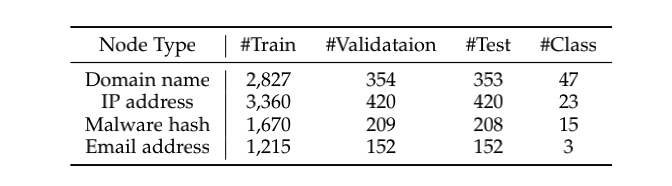 Node Type #Train #Validataion #Test #Class
Domain name 2,827 354 353 47
IP address 3,360 420 420 23
Malware hash 1,670 209 208 15
Email address 1,215 152 152 3